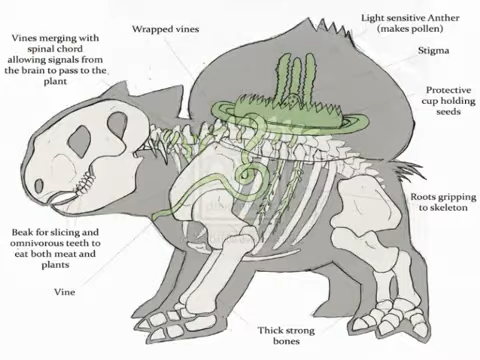 Vines merging with
spinal chord
allowing signals from
the brain to pass to the
plant
Wrapped vines
Light sensitive Anther
(makes pollen)
Stigma
Protective
cup holding
seeds
Roots gripping
to skeleton
Beak for slicing and
omnivorous teeth to
eat both meat and
plants
Vine
Thick strong
bones